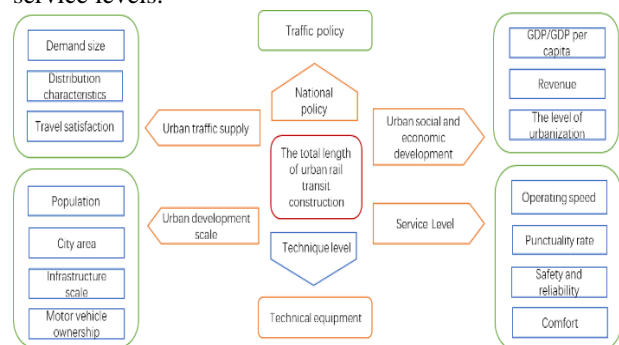 service levels.
Traffic policy
Demand size
Distribution
characteristics
Travel satisfaction
Urban traffic supply
National
policy
Urban social and
economic
development
GDP/GDP per
capita
Revenue
The level of
urbanization
The total length
of urban rail
transit
construction
Population
City area
Infrastructure
scale
Motor vehicle
ownership
Urban development
scale
Service Level
Operating speed
Punctuality rate
Safety and
reliability
Comfort
Technique level
Technical equipment